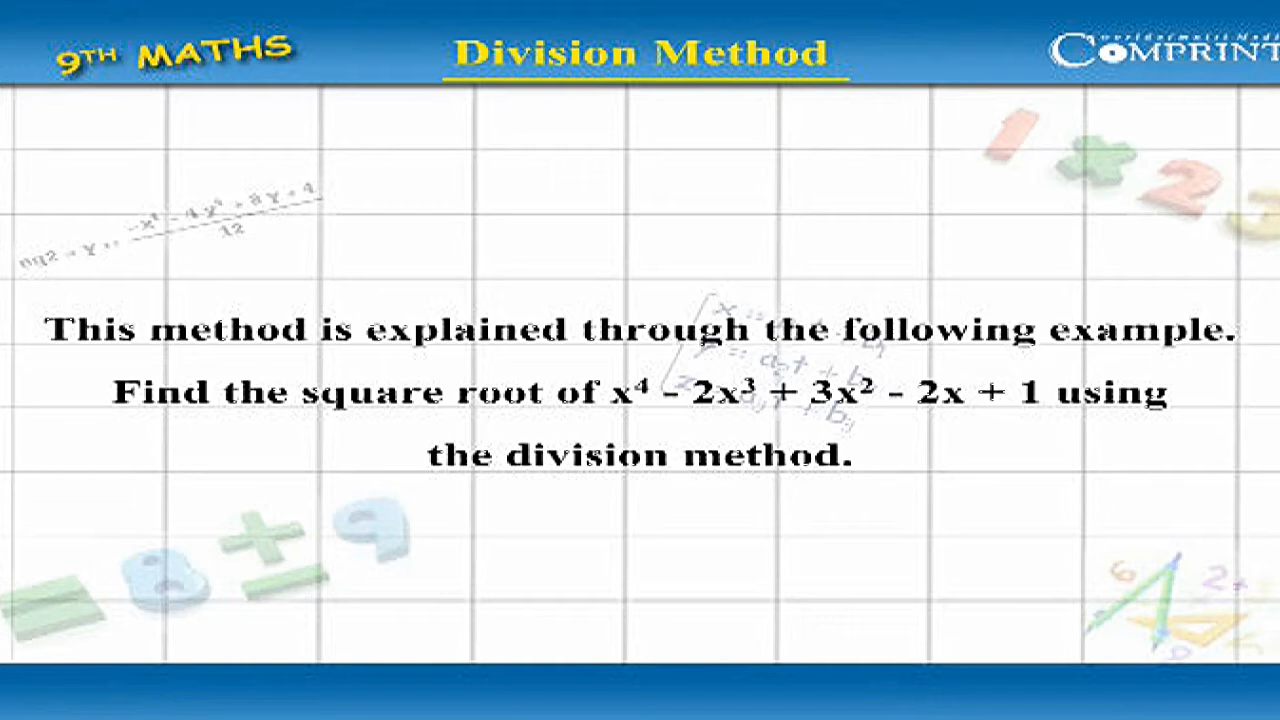 9TH MATHS
Division Method
COMPRINT
This method is explained through the following example.
Find the square root of x⁴ - 2x³ + 3x² - 2x + 1 using
the division method.